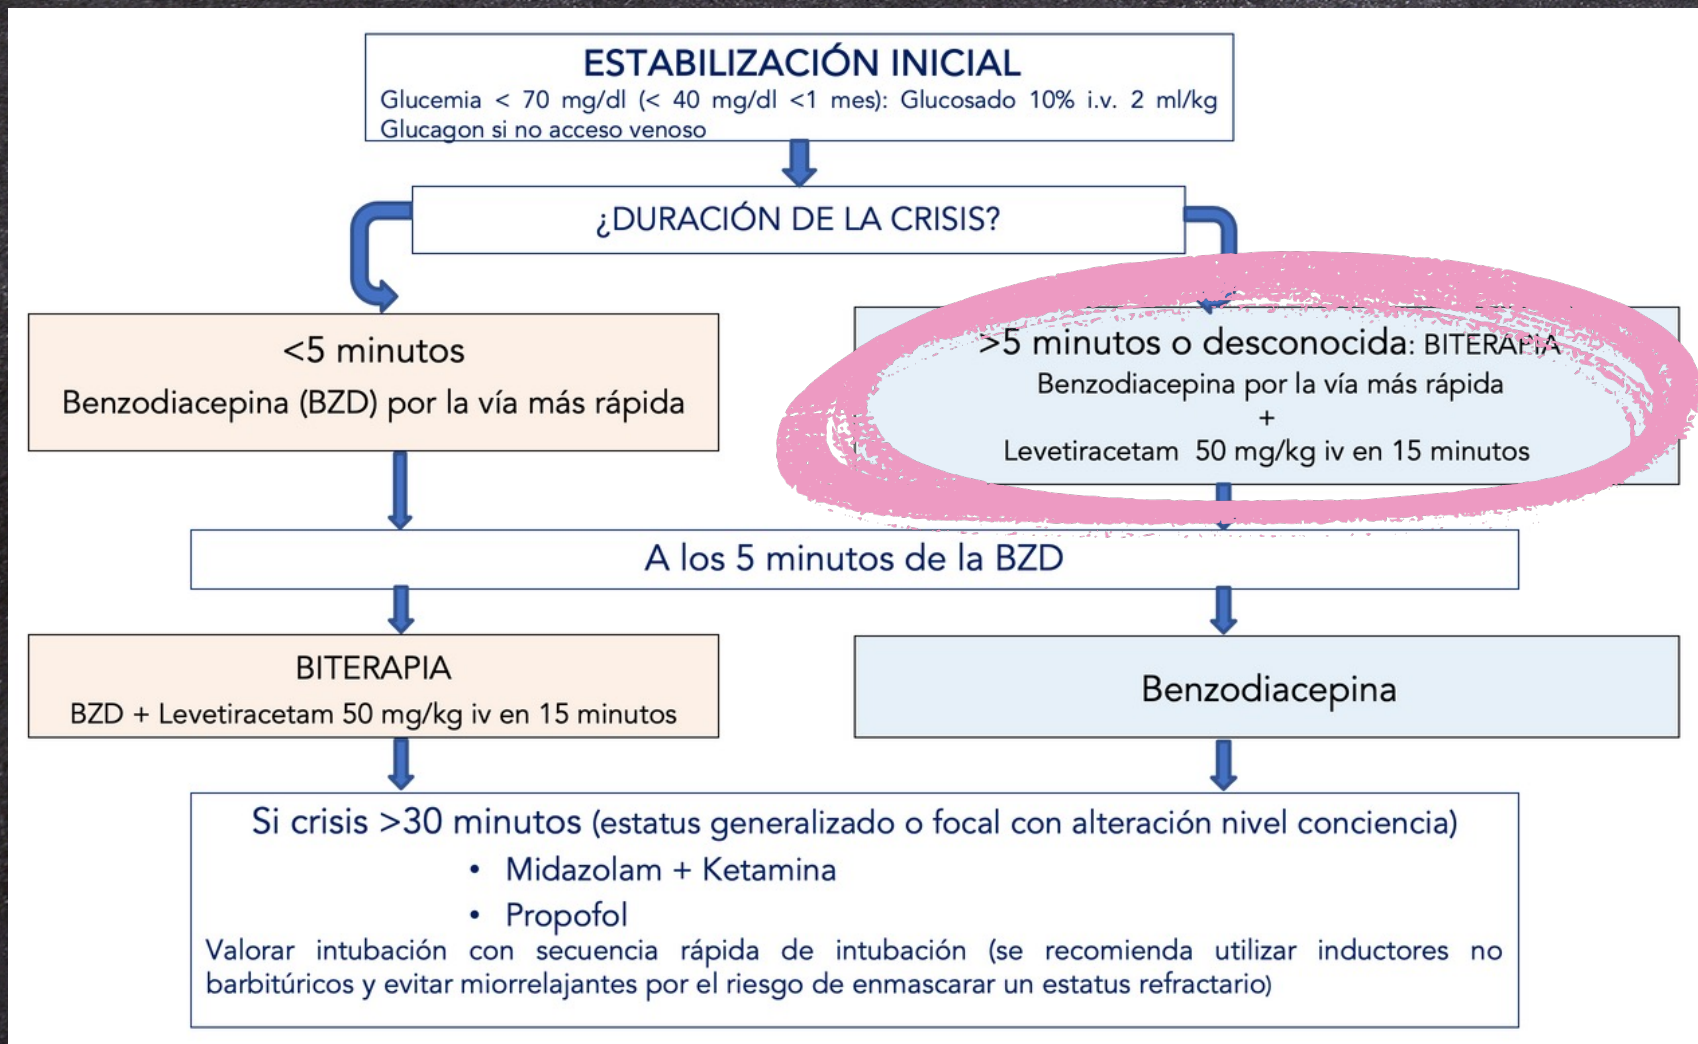 ESTABILIZACIÓN INICIAL
Glucemia < 70 mg/dl (< 40 mg/dl <1 mes): Glucosado 10% i.v. 2 ml/kg
Glucagon si no acceso venoso
¿DURACIÓN DE LA CRISIS?
<5 minutos
Benzodiacepina (BZD) por la vía más rápida
>5 minutos o desconocida: BITERAPIA
Benzodiacepina por la vía más rápida
+
Levetiracetam 50 mg/kg iv en 15 minutos
A los 5 minutos de la BZD
BITERAPIA
BZD + Levetiracetam 50 mg/kg iv en 15 minutos
Benzodiacepina
Si crisis >30 minutos (estatus generalizado o focal con alteración nivel conciencia)
• Midazolam + Ketamina
• Propofol
Valorar intubación con secuencia rápida de intubación (se recomienda utilizar inductores no
barbitúricos y evitar miorrelajantes por el riesgo de enmascarar un estatus refractario)